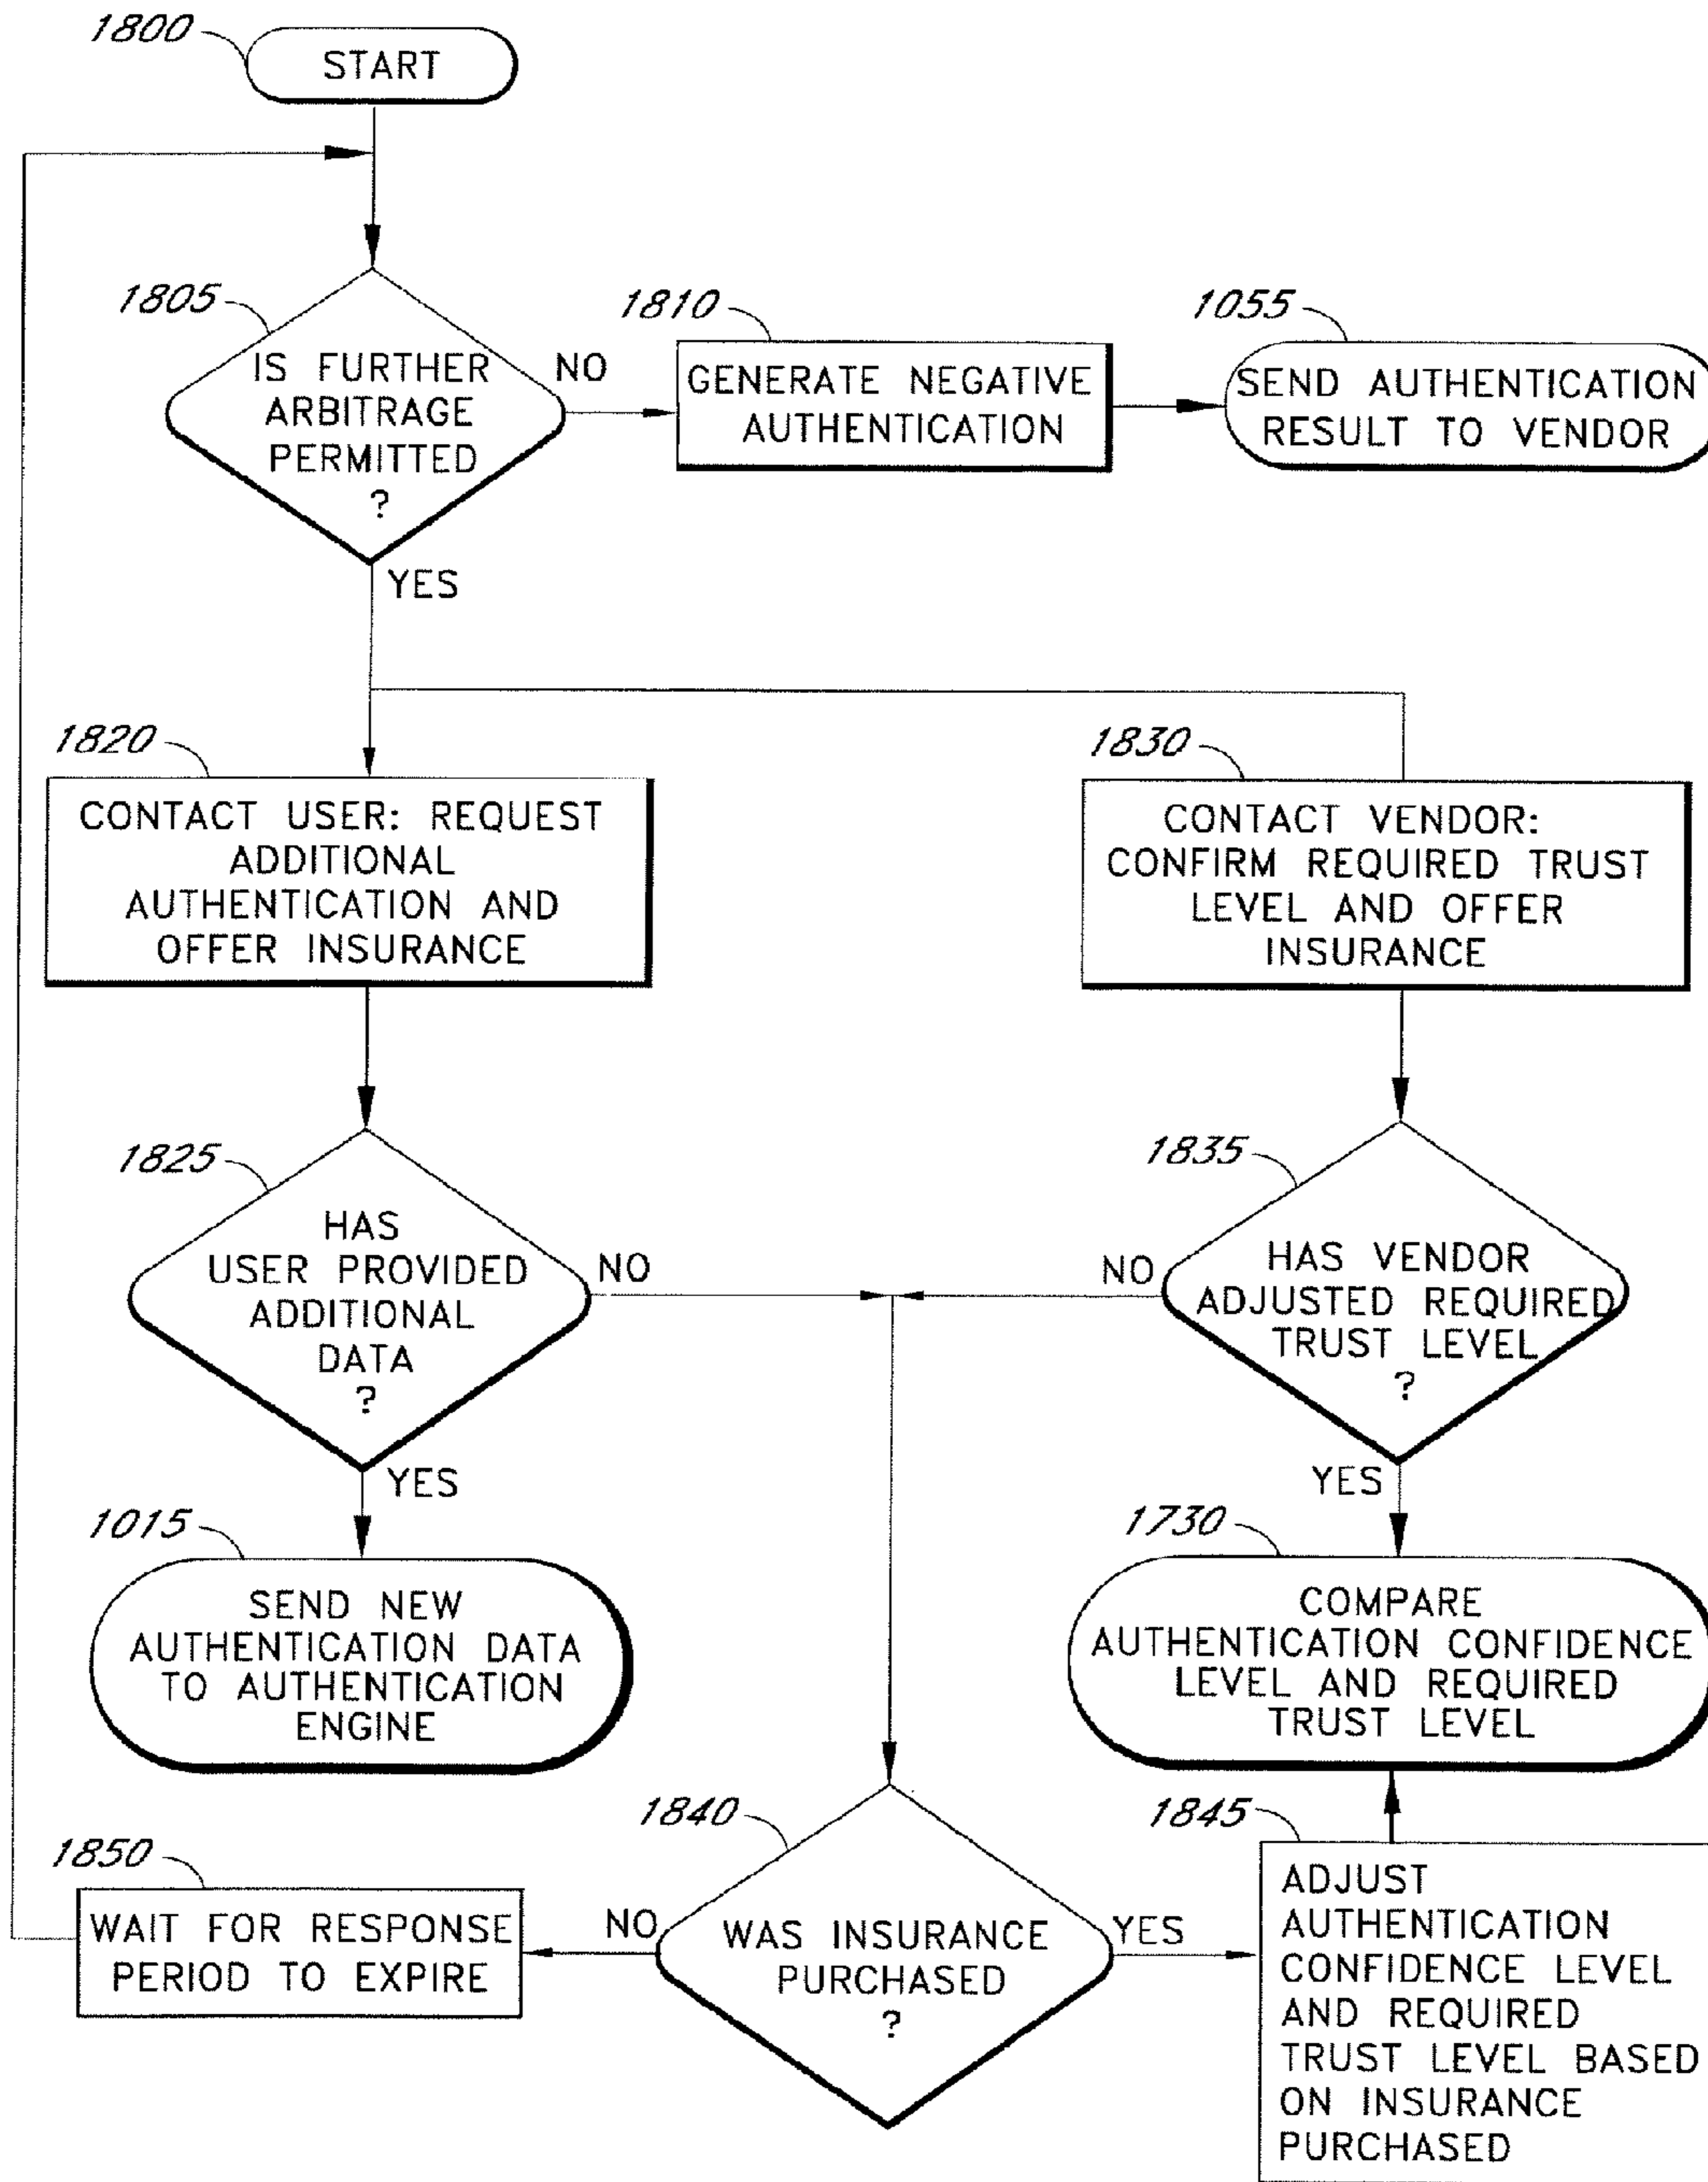 1800
START
1805
IS FURTHER
ARBITRAGE
PERMITTED
?
NO
YES
1810
GENERATE NEGATIVE
AUTHENTICATION
1055
SEND AUTHENTICATION
RESULT TO VENDOR
1820
CONTACT USER: REQUEST
ADDITIONAL
AUTHENTICATION AND
OFFER INSURANCE
1830
CONTACT VENDOR:
CONFIRM REQUIRED TRUST
LEVEL AND OFFER
INSURANCE
1825
HAS
USER PROVIDED
ADDITIONAL
DATA
?
NO
YES
1835
HAS VENDOR
ADJUSTED REQUIRED
TRUST LEVEL
?
NO
YES
1015
SEND NEW
AUTHENTICATION DATA
TO AUTHENTICATION
ENGINE
1730
COMPARE
AUTHENTICATION CONFIDENCE
LEVEL AND REQUIRED
TRUST LEVEL
1840
WAS INSURANCE
PURCHASED
?
NO
YES
1850
WAIT FOR RESPONSE
PERIOD TO EXPIRE
1845
ADJUST
AUTHENTICATION
CONFIDENCE LEVEL
AND REQUIRED
TRUST LEVEL BASED
ON INSURANCE
PURCHASED